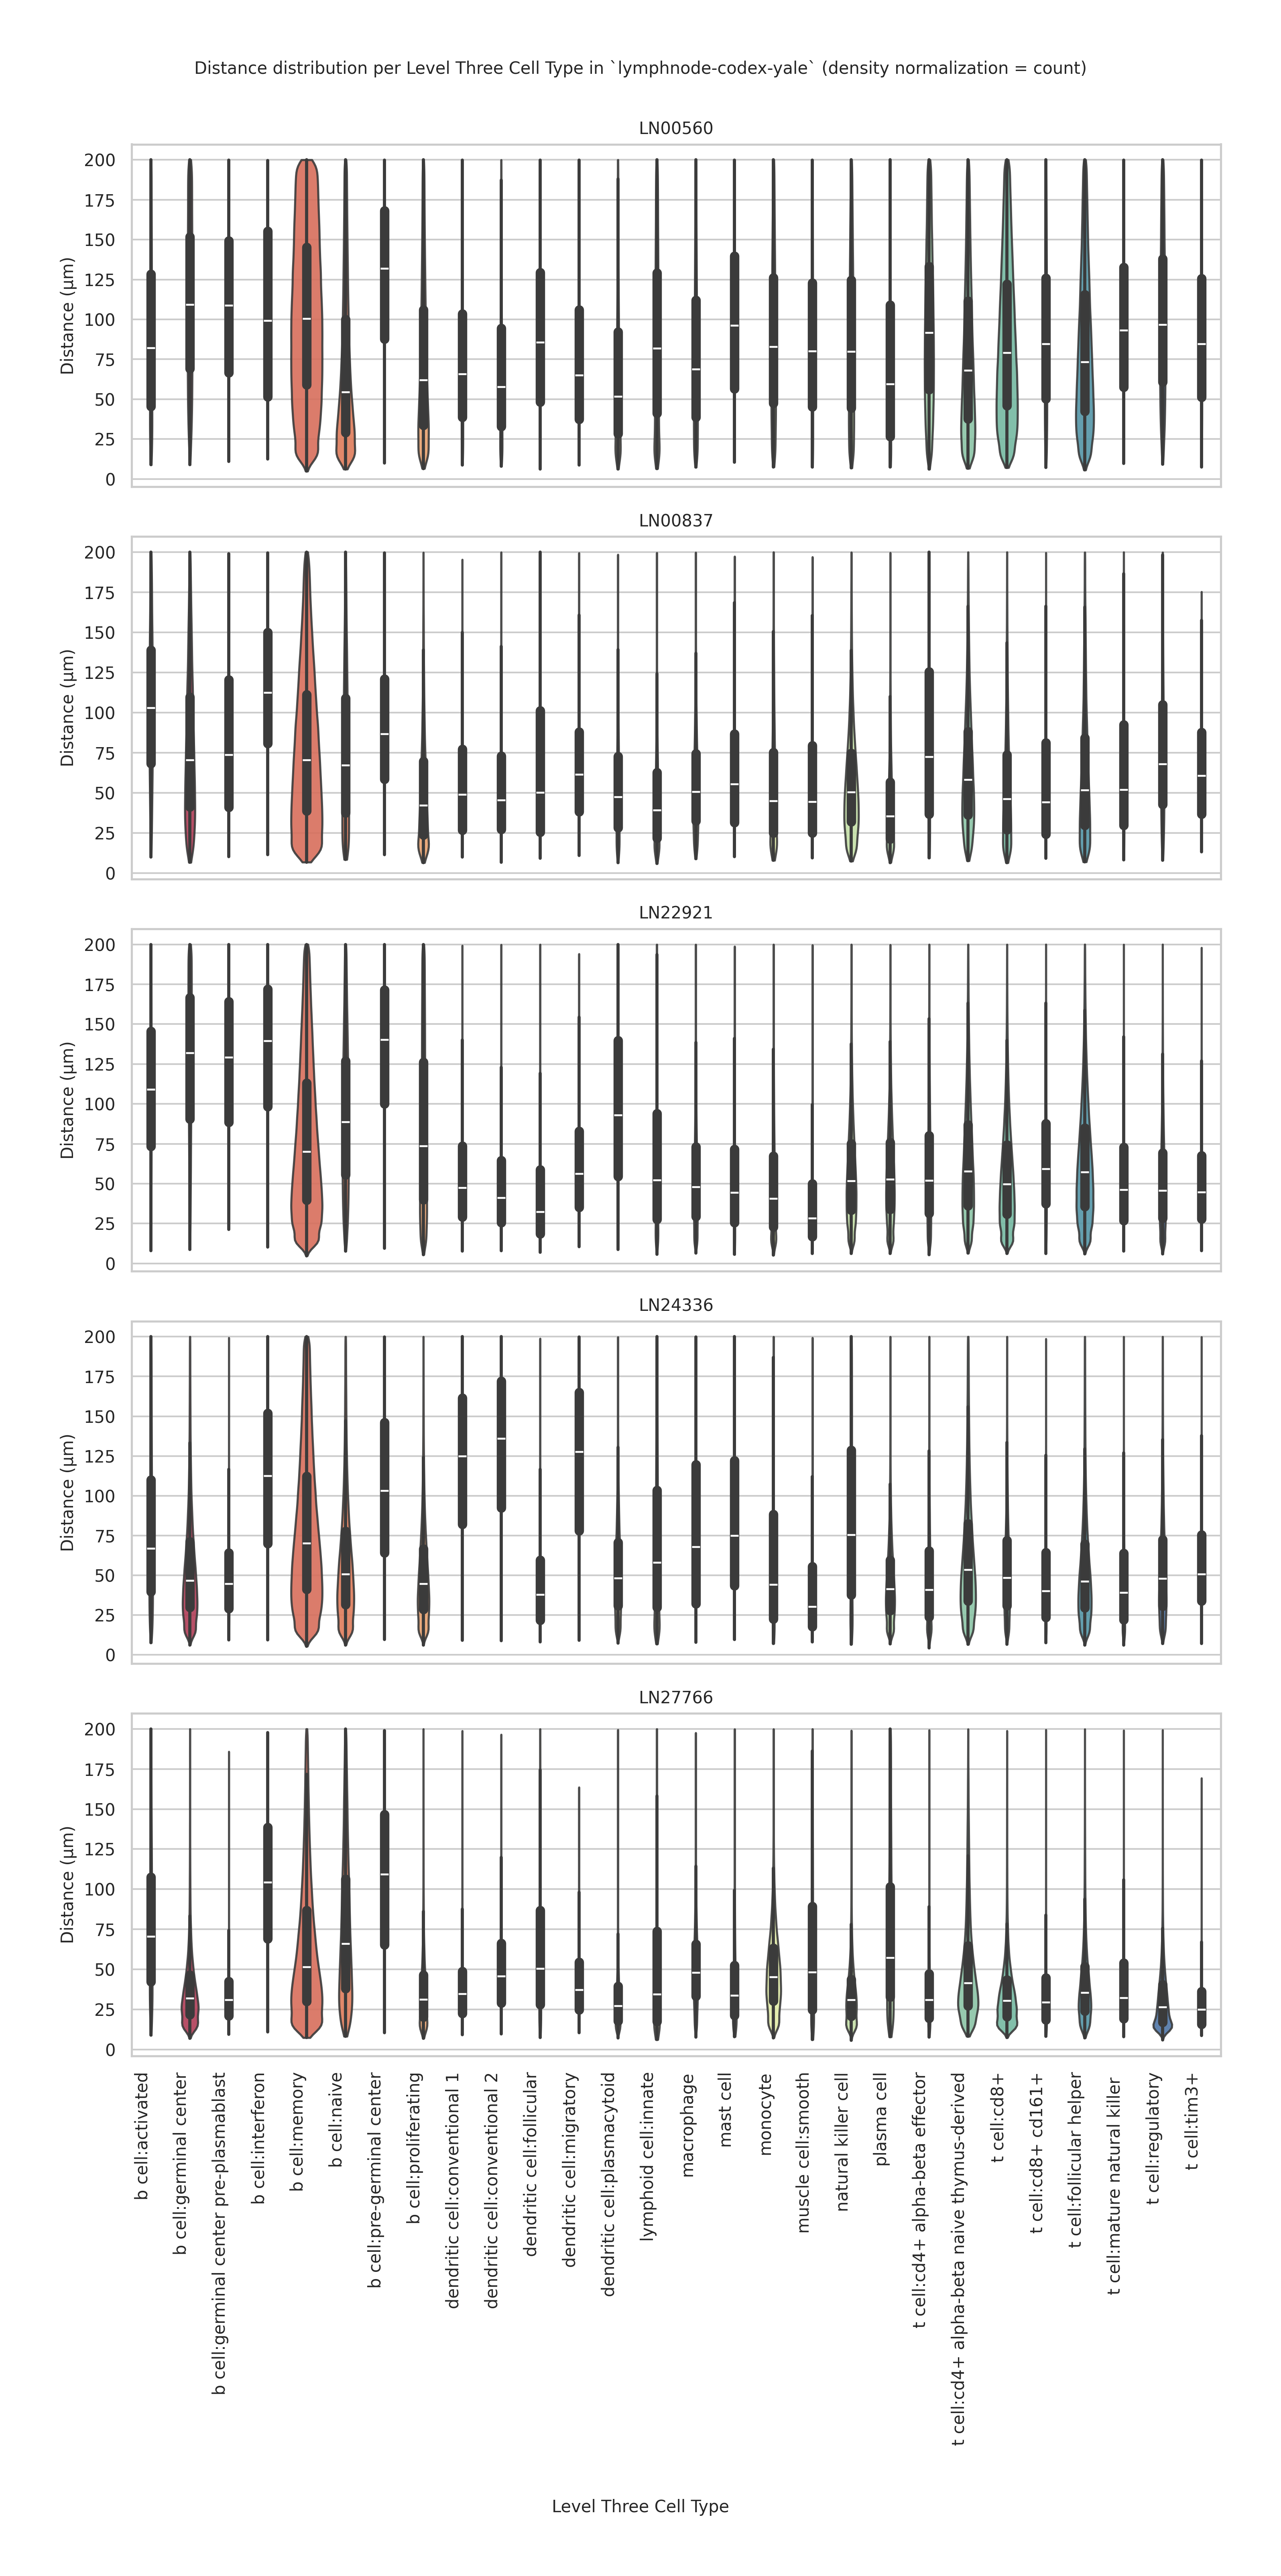 Distance distribution per Level Three Cell Type in `lymphnode-codex-yale` (density normalization = count)
LN00560
200
175
150
125
100
75
50
25
0
Distance (µm)
LN00837
200
175
150
125
100
75
50
25
0
Distance (µm)
LN22921
200
175
150
125
100
75
50
25
0
Distance (µm)
LN24336
200
175
150
125
100
75
50
25
0
Distance (µm)
LN27766
200
175
150
125
100
75
50
25
0
Distance (µm)
b cell:activated
b cell:germinal center
b cell:germinal center pre-plasmablast
b cell:interferon
b cell:memory
b cell:naive
b cell:pre-germinal center
b cell:proliferating
dendritic cell:conventional 1
dendritic cell:conventional 2
dendritic cell:follicular
dendritic cell:migratory
dendritic cell:plasmacytoid
lymphoid cell:innate
macrophage
mast cell
monocyte
muscle cell:smooth
natural killer cell
plasma cell
t cell:cd4+ alpha-beta effector
t cell:cd4+ alpha-beta naive thymus-derived
t cell:cd8+
t cell:cd8+ cd161+
t cell:follicular helper
t cell:mature natural killer
t cell:regulatory
t cell:tim3+
Level Three Cell Type